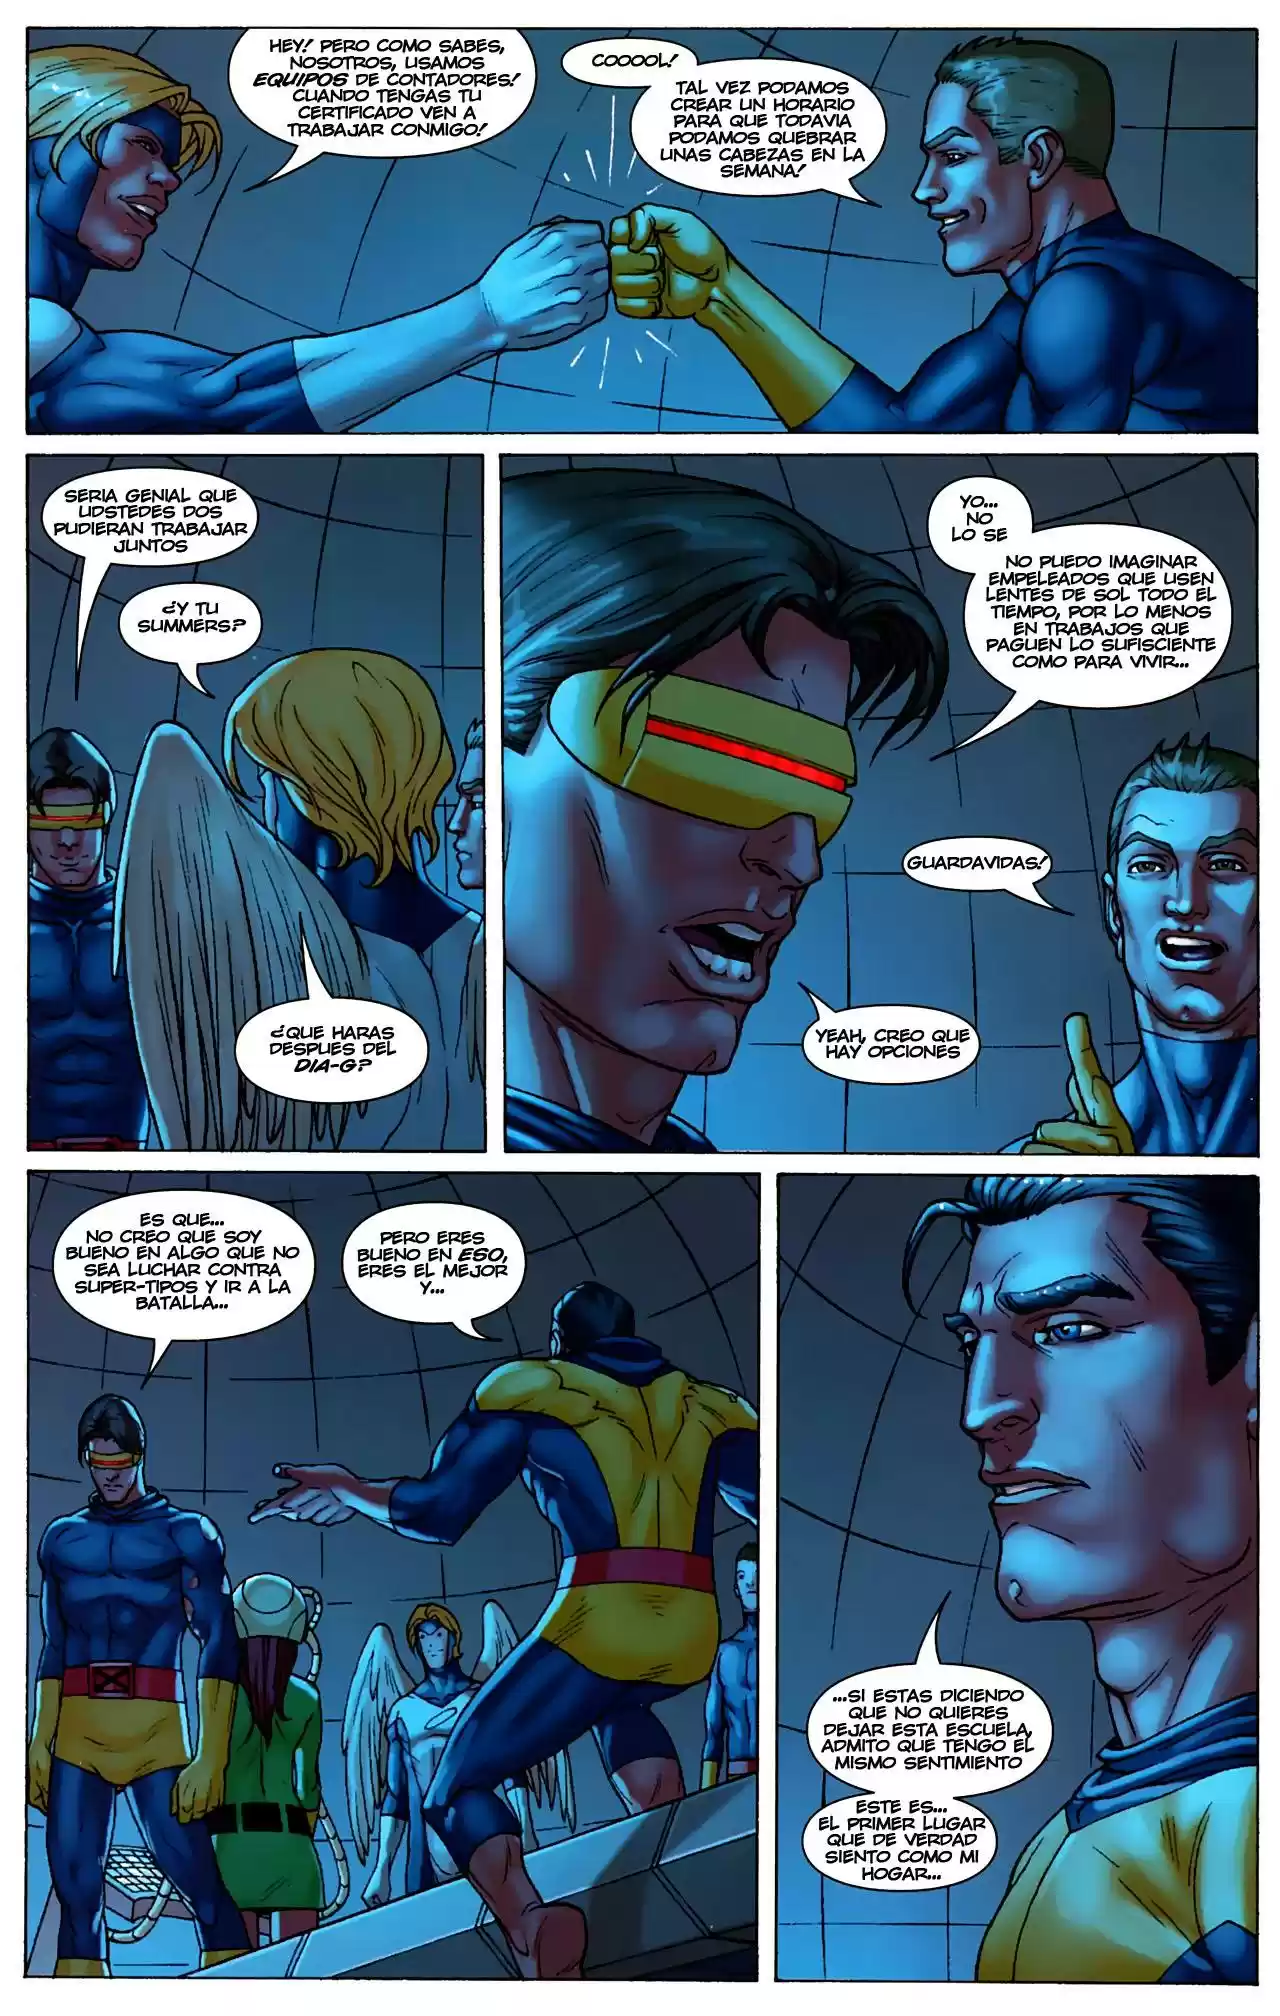 HEY! PERO COMO SABES,
NOSOTROS, USAMOS
EQUIPOS DE CONTADORES!
CUANDO TENGAS TU
CERTIFICADO VEN A
TRABAJAR CONMIGO!
COOOOL!
TAL VEZ PODAMOS
CREAR UN HORARIO
PARA QUE TODAVIA
PODAMOS QUEBRAR
UNAS CABEZAS EN LA
SEMANA!
SERIA GENIAL QUE
UDSTEDES DOS
PUDIERAN TRABAJAR
JUNTOS
¿Y TU
SUMMERS?
¿QUE HARAS
DESPUES DEL
DIA-G?
YO...
NO
LO SE
NO PUEDO IMAGINAR
EMPELEADOS QUE USEN
LENTES DE SOL TODO EL
TIEMPO, POR LO MENOS
EN TRABAJOS QUE
PAGUEN LO SUFISCIENTE
COMO PARA VIVIR...
GUARDAVIDAS!
YEAH, CREO QUE
HAY OPCIONES
ES QUE...
NO CREO QUE SOY
BUENO EN ALGO QUE NO
SEA LUCHAR CONTRA
SUPER-TIPOS Y IR A LA
BATALLA...
PERO ERES
BUENO EN ESO,
ERES EL MEJOR
Y...
...SI ESTAS DICIENDO
QUE NO QUIERES
DEJAR ESTA ESCUELA,
ADMITO QUE TENGO EL
MISMO SENTIMIENTO
ESTE ES...
EL PRIMER LUGAR
QUE DE VERDAD
SIENTO COMO MI
HOGAR...